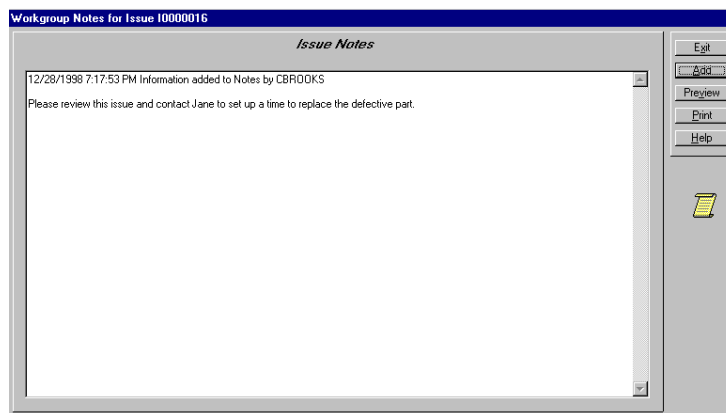 Workgroup Notes for Issue I0000016
Issue Notes
12/28/1998 7:17:53 PM Information added to Notes by CBROOKS
Please review this issue and contact Jane to set up a time to replace the defective part.
Exit
Add
Preview
Print
Help